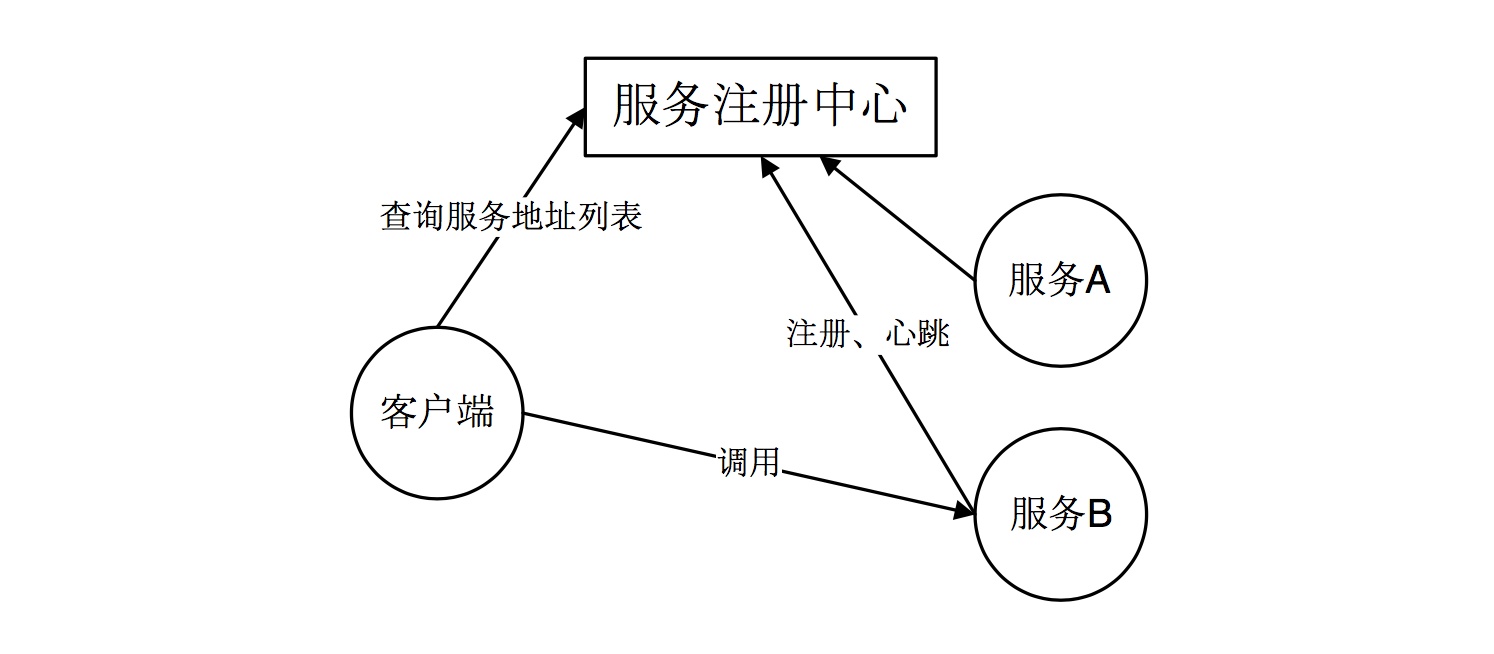 服务注册中心
查询服务地址列表
服务A
注册、心跳
客户端
调用
服务B